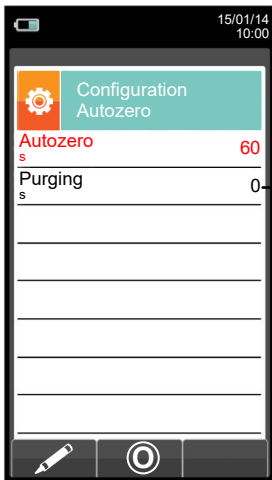 15/01/14
10:00
Configuration
Autozero
Autozero 60
s
Purging 0
s
O